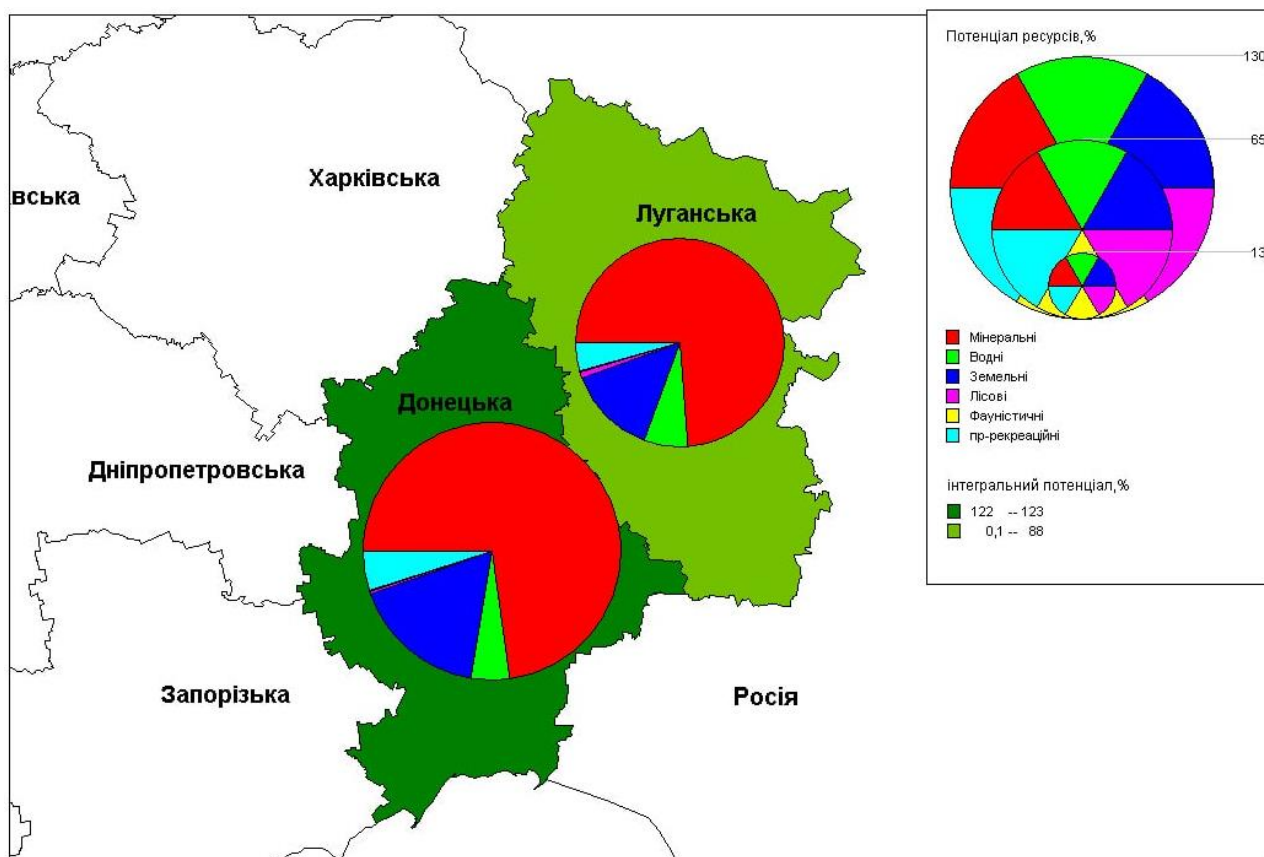 Харківська
вська
Луганська
Донецька
Дніпропетровська
Запорізька
Росія
Потенціал ресурсів,%
130
65
13
Мінеральні
Водні
Земельні
Лісові
Фауністичні
пр-рекреаційні
інтегральний потенціал,%
122 -- 123
0,1 -- 88